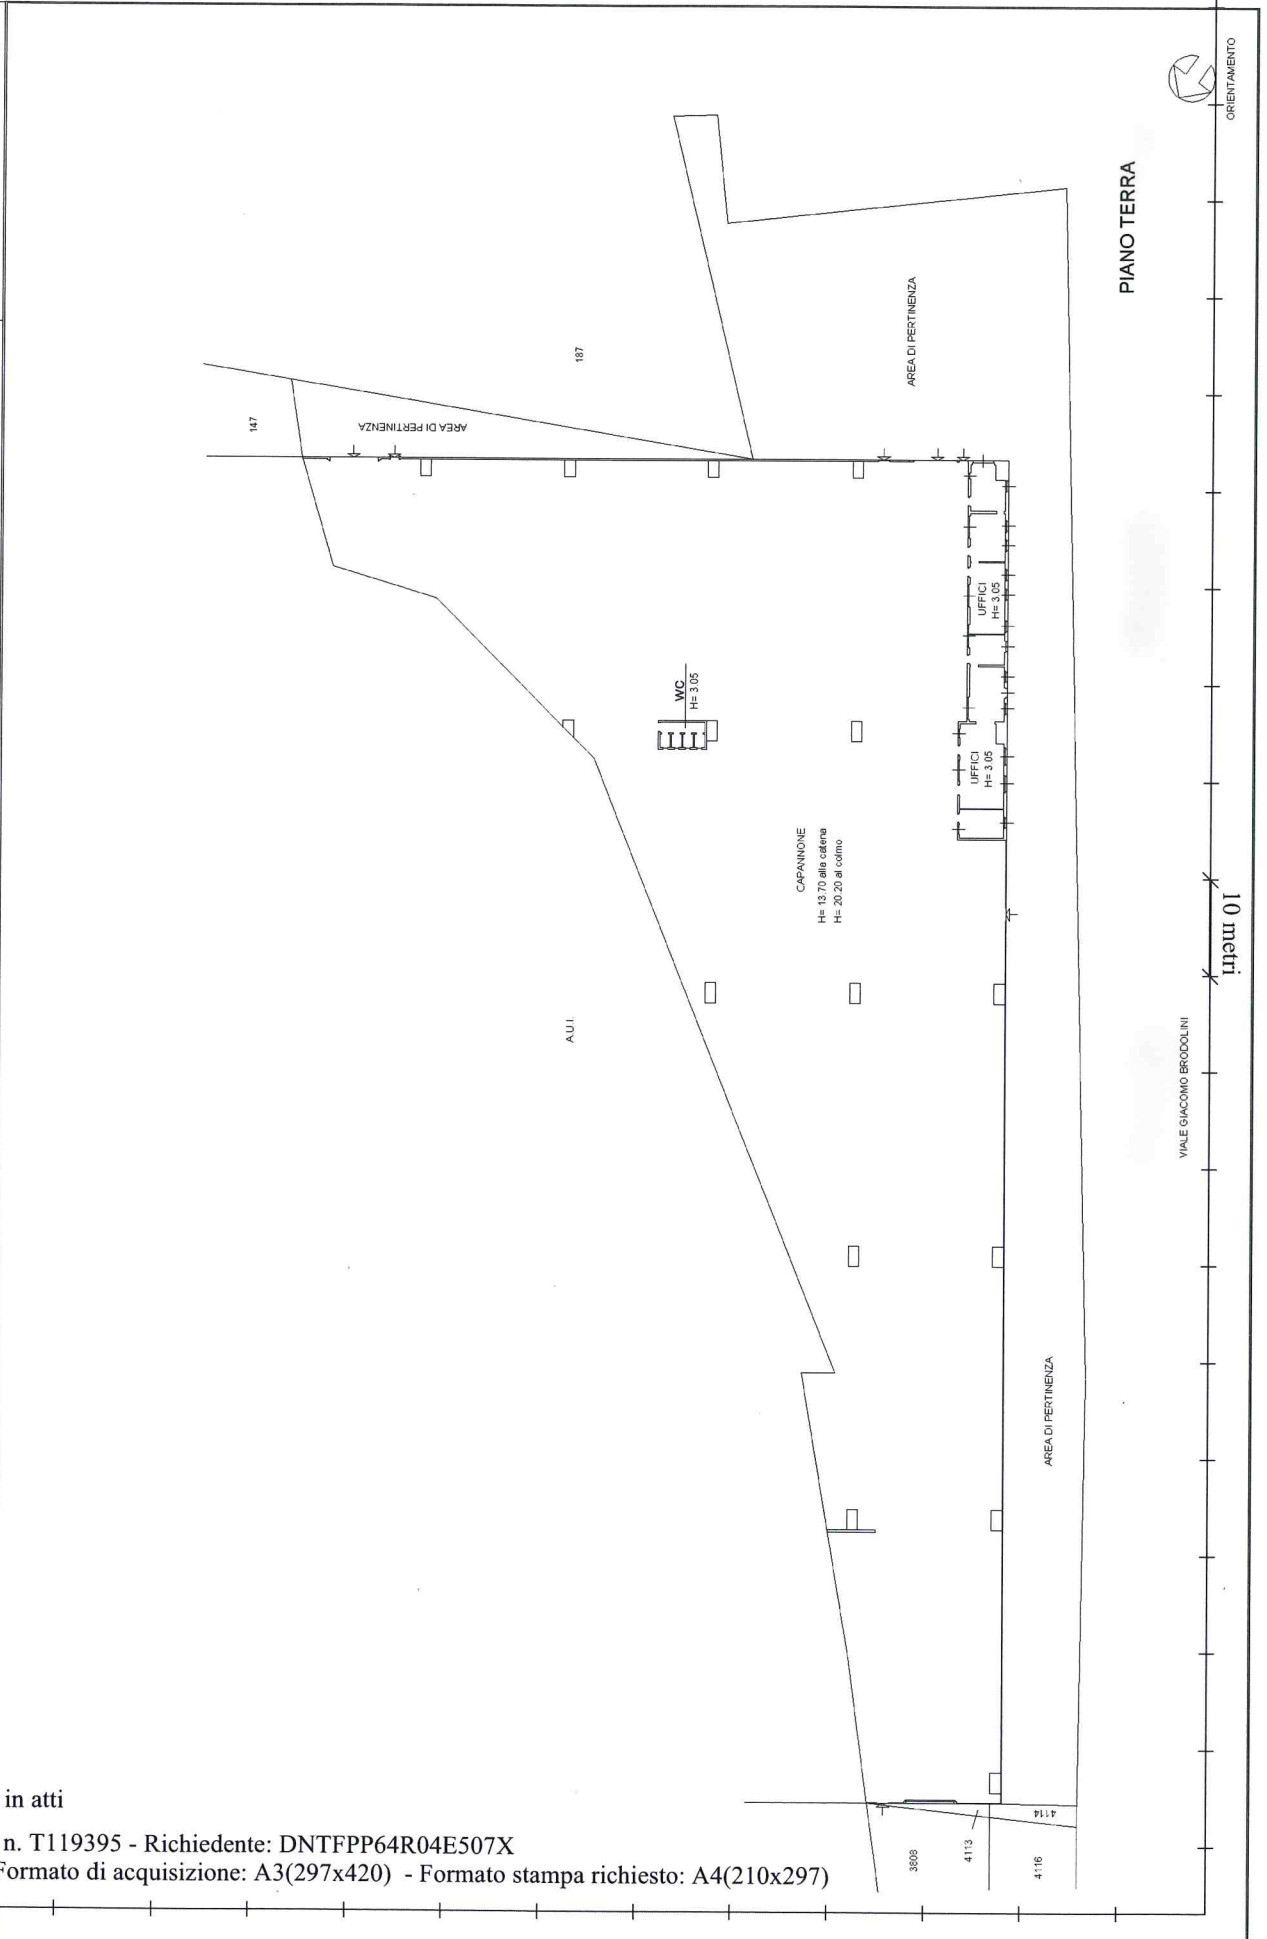 ORIENTAMENTO
PIANO TERRA
AREA DI PERTINENZA
187
147
AREA DI PERTINENZA
UFFICI
H= 3.05
WC
H= 3.05
UFFICI
H= 3.05
CAPANNONE
H= 13.70 alla catena
H= 20.20 al colmo
10 metri
A.U.I.
VIALE GIACOMO BRODOLINI
AREA DI PERTINENZA
4114
4113
3808
4116
in atti
n. T119395 - Richiedente: DNTFPP64R04E507X
Formato di acquisizione: A3(297x420) - Formato stampa richiesto: A4(210x297)